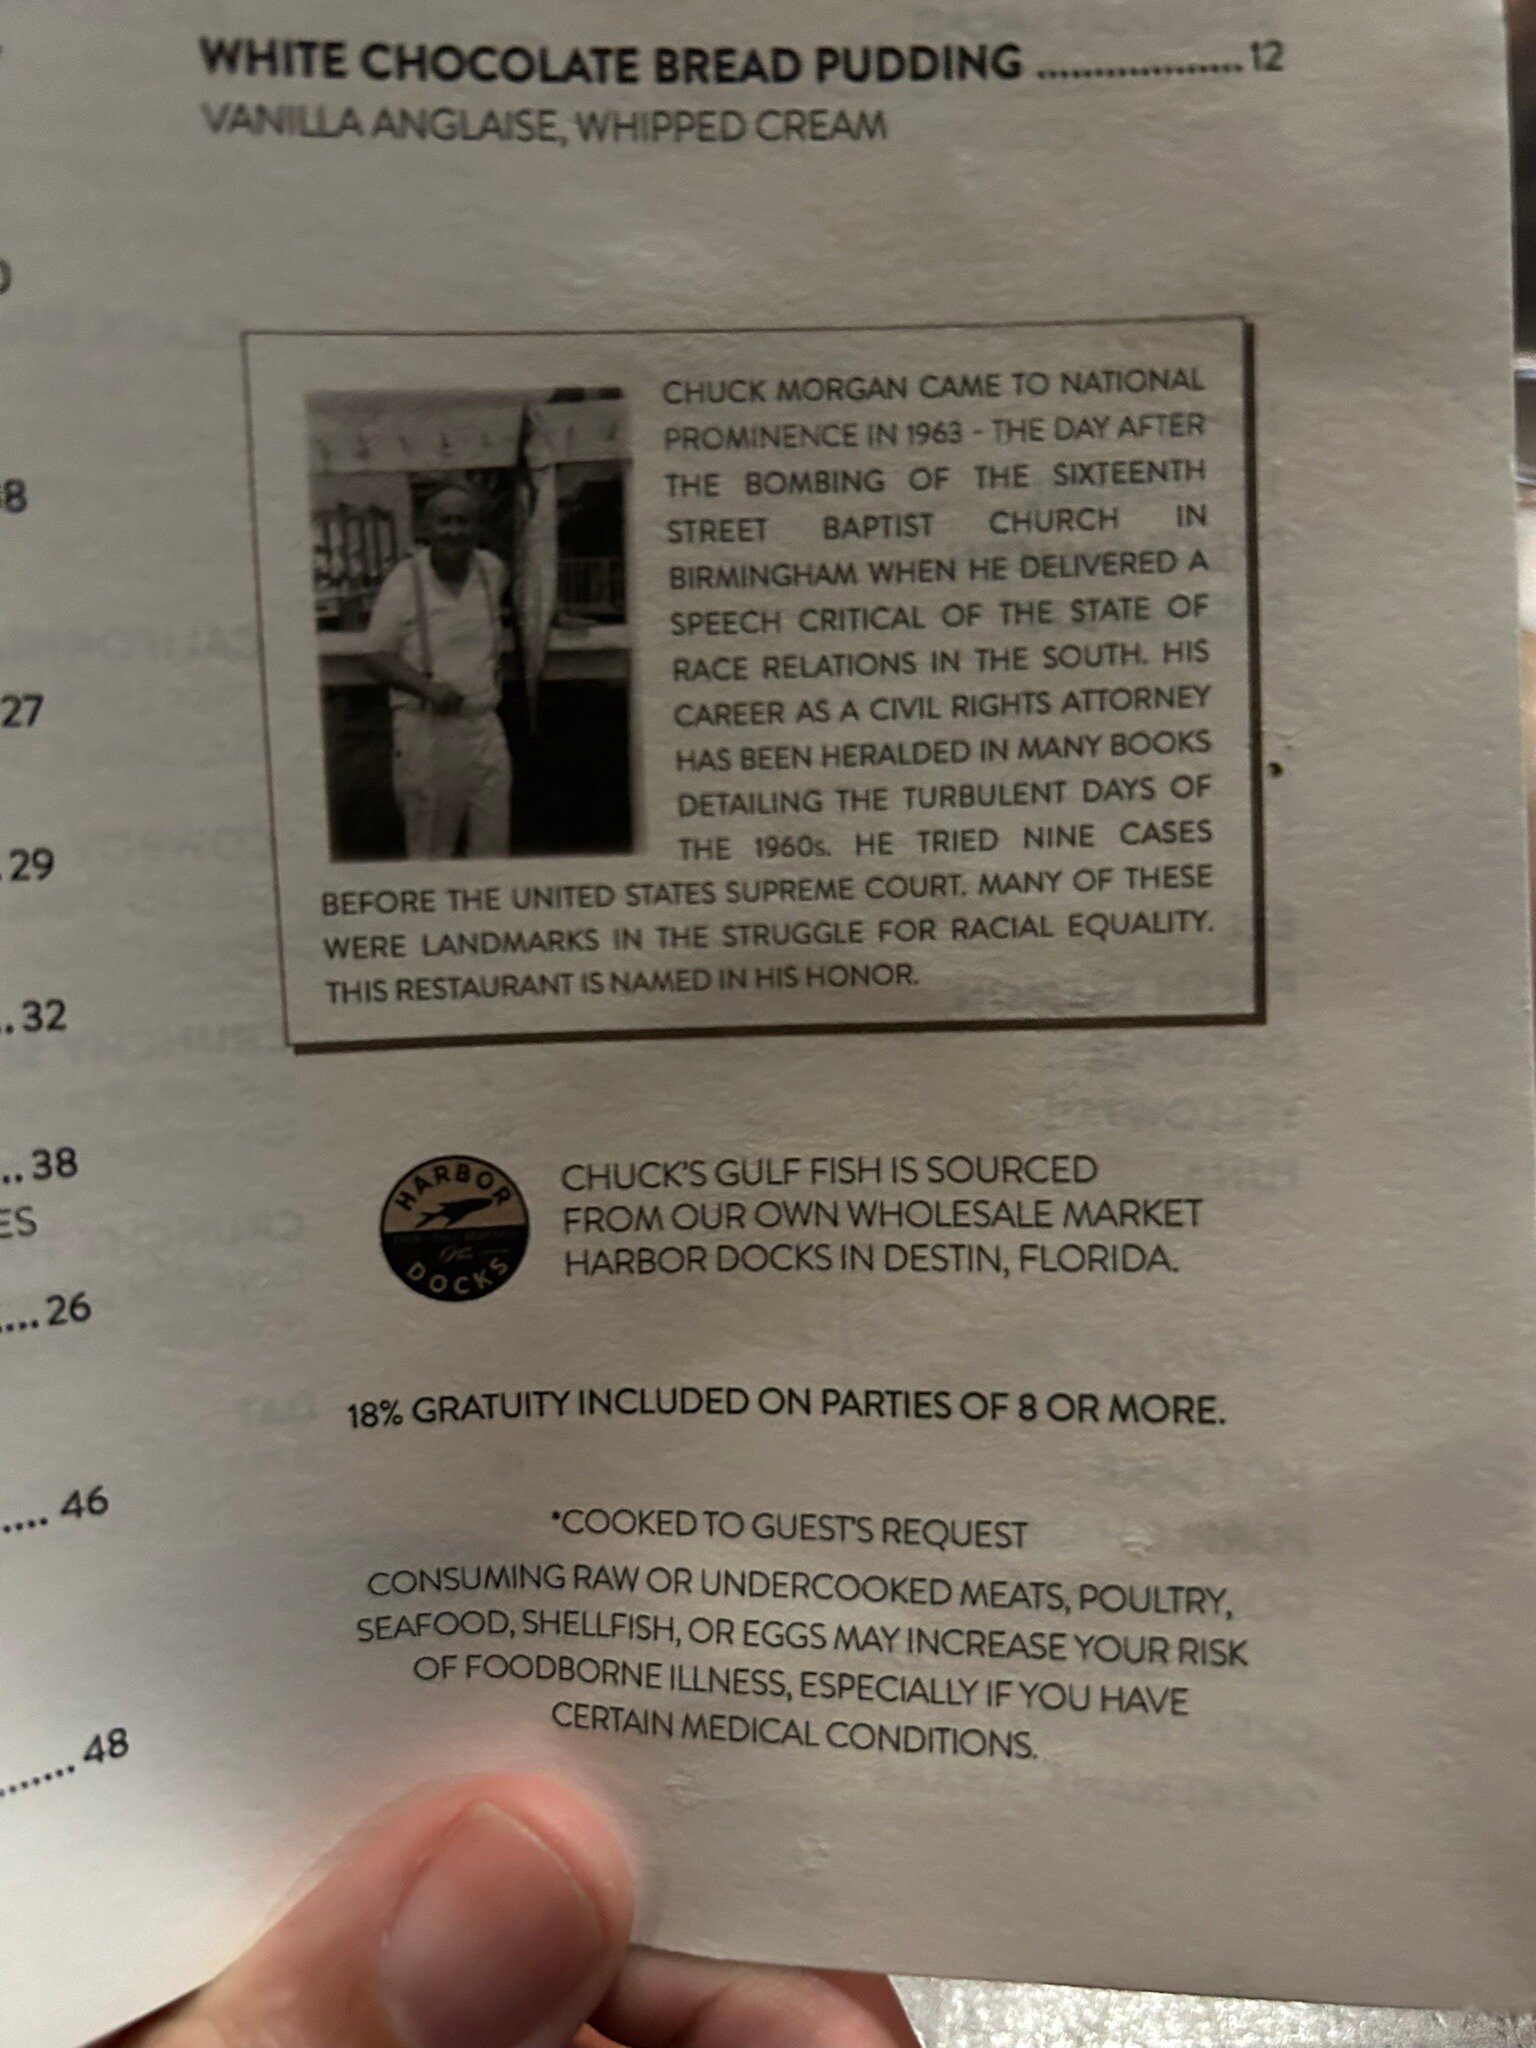 WHITE CHOCOLATE BREAD PUDDING ................... 12
VANILLA ANGLAISE, WHIPPED CREAM
8
27
. 29
.. 32
... 38
ES
.... 26
.... 46
........ 48
CHUCK MORGAN CAME TO NATIONAL
PROMINENCE IN 1963 - THE DAY AFTER
THE BOMBING OF THE SIXTEENTH
STREET BAPTIST CHURCH IN
BIRMINGHAM WHEN HE DELIVERED A
SPEECH CRITICAL OF THE STATE OF
RACE RELATIONS IN THE SOUTH. HIS
CAREER AS A CIVIL RIGHTS ATTORNEY
HAS BEEN HERALDED IN MANY BOOKS
DETAILING THE TURBULENT DAYS OF
THE 1960s. HE TRIED NINE CASES
BEFORE THE UNITED STATES SUPREME COURT. MANY OF THESE
WERE LANDMARKS IN THE STRUGGLE FOR RACIAL EQUALITY.
THIS RESTAURANT IS NAMED IN HIS HONOR.
HARBOR
DOCKS
CHUCK'S GULF FISH IS SOURCED
FROM OUR OWN WHOLESALE MARKET
HARBOR DOCKS IN DESTIN, FLORIDA.
18% GRATUITY INCLUDED ON PARTIES OF 8 OR MORE.
*COOKED TO GUEST'S REQUEST
CONSUMING RAW OR UNDERCOOKED MEATS, POULTRY,
SEAFOOD, SHELLFISH, OR EGGS MAY INCREASE YOUR RISK
OF FOODBORNE ILLNESS, ESPECIALLY IF YOU HAVE
CERTAIN MEDICAL CONDITIONS.